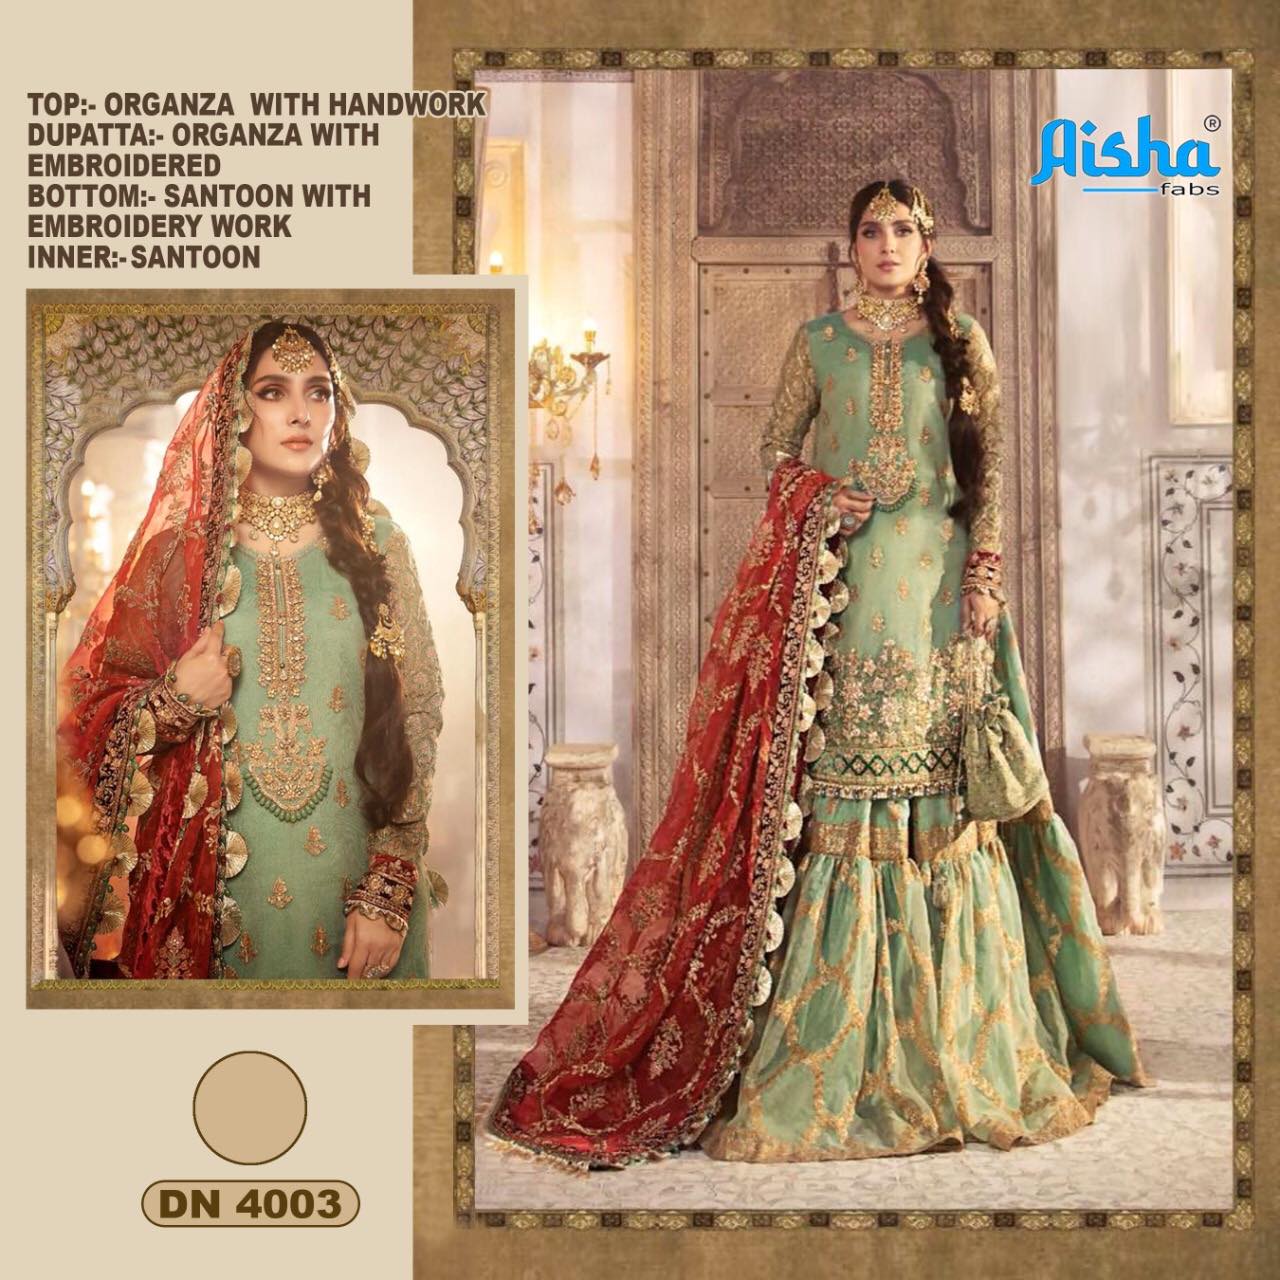 TOP:- ORGANZA WITH HANDWORK
DUPATTA:- ORGANZA WITH
EMBROIDERED
BOTTOM:- SANTOON WITH
EMBROIDERY WORK
INNER:- SANTOON
Aisha®
fabs
DN 4003